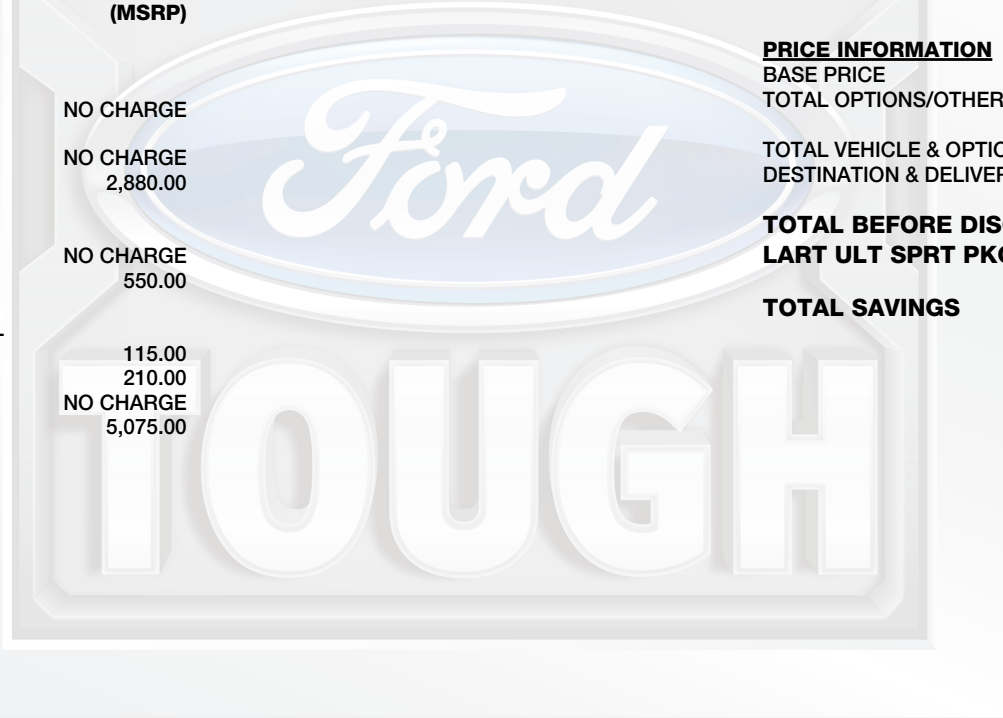 (MSRP)
NO CHARGE
NO CHARGE
2,880.00
NO CHARGE
550.00
115.00
210.00
NO CHARGE
5,075.00
PRICE INFORMATION
BASE PRICE
TOTAL OPTIONS/OTHER
TOTAL VEHICLE & OPTIO
DESTINATION & DELIVER
TOTAL BEFORE DIS
LART ULT SPRT PK
TOTAL SAVINGS
Ford
TOUGH